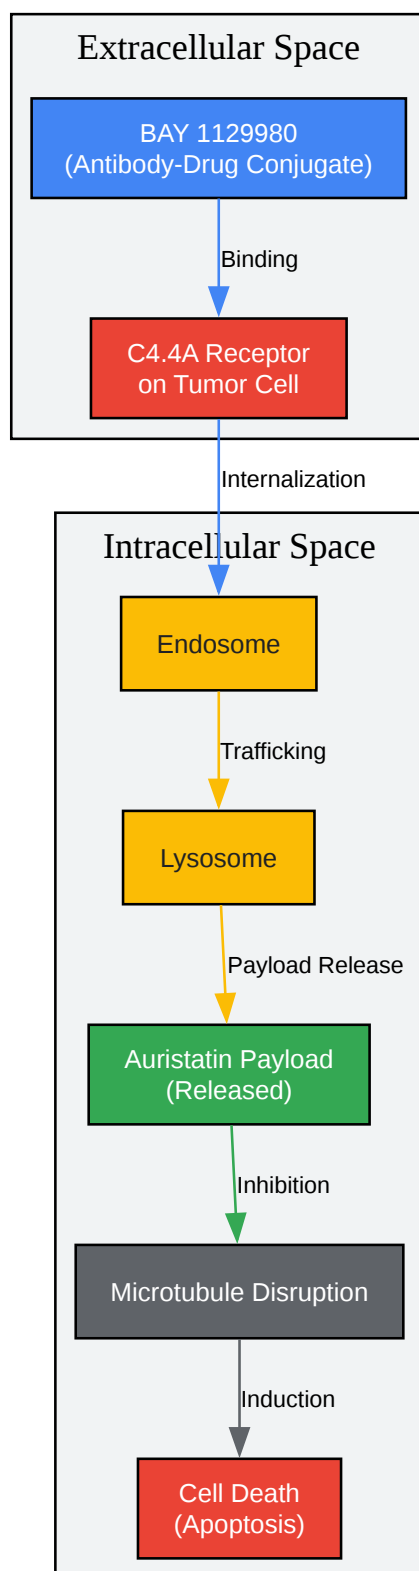 Extracellular Space
BAY 1129980
(Antibody-Drug Conjugate)
Binding
C4.4A Receptor
on Tumor Cell
Internalization
Intracellular Space
Endosome
Trafficking
Lysosome
Payload Release
Auristatin Payload
(Released)
Inhibition
Microtubule Disruption
Induction
Cell Death
(Apoptosis)